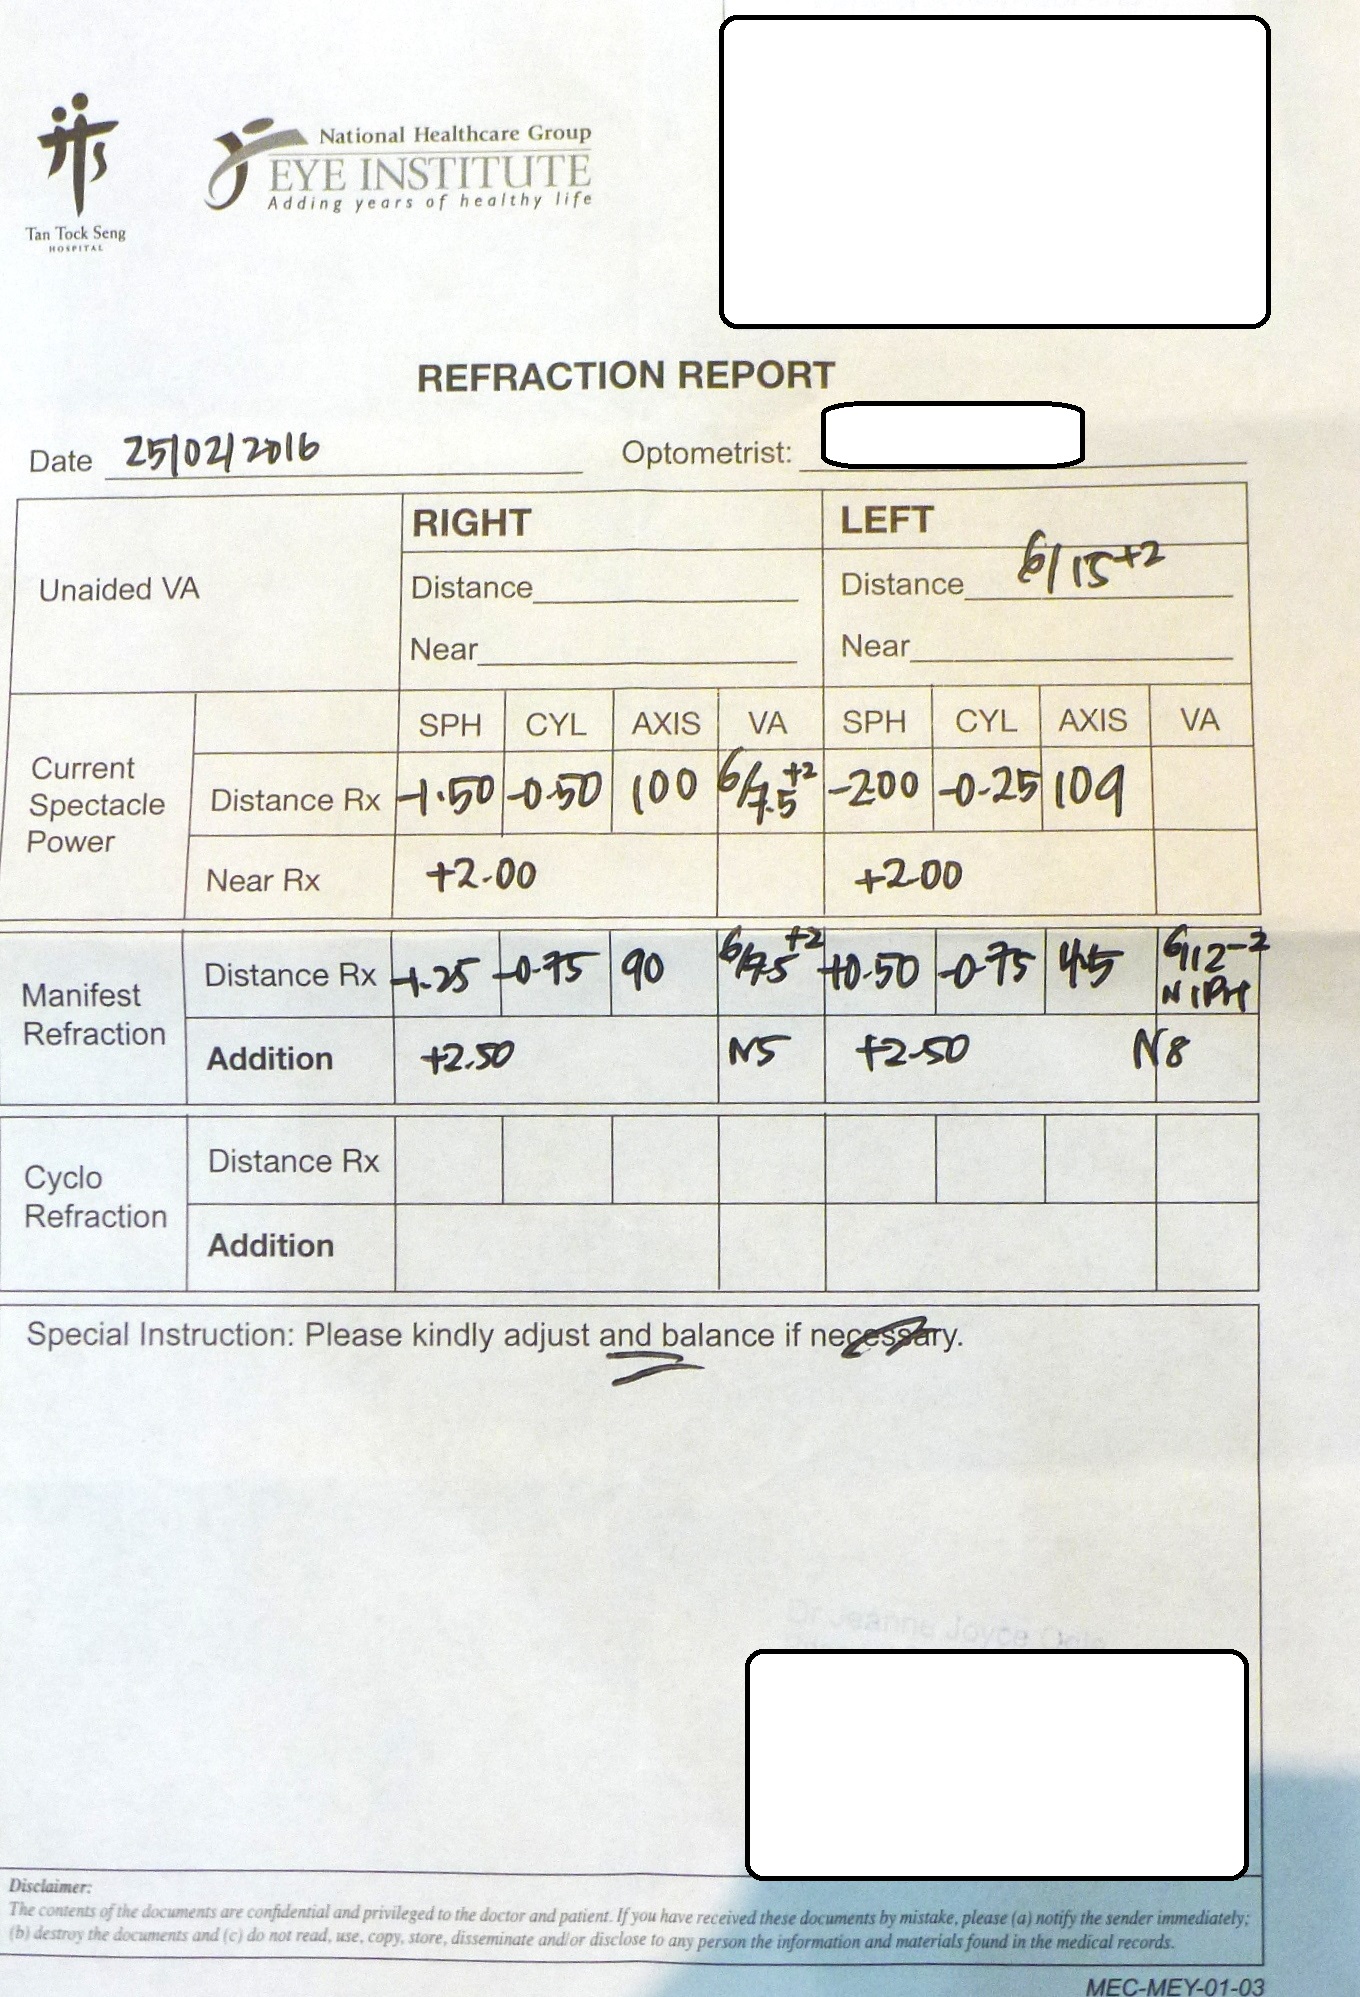 National Healthcare Group
EYE INSTITUTE
Adding years of healthy life
Tan Tock Seng
HOSPITAL
REFRACTION REPORT
Date 25/02/2016 Optometrist:
RIGHT LEFT
Unaided VA Distance Distance 6/15+2
Near Near
SPH CYL AXIS VA SPH CYL AXIS VA
Current Spectacle Power
Distance Rx -1.50 -0.50 100 6/7.5+2 -200 -0.25 109
Near Rx +2.00 +2.00
Manifest Refraction
Distance Rx -1.25 -0.75 90 6/7.5+2 +0.50 -0.75 45 6/12-2
NIPH
Addition +2.50 N5 +2.50 N8
Cyclo Refraction
Distance Rx
Addition
Special Instruction: Please kindly adjust and balance if necessary.
Dr Jeanne Joyce
Disclaimer:
The contents of the documents are confidential and privileged to the doctor and patient. If you have received these documents by mistake, please (a) notify the sender immediately;
(b) destroy the documents and (c) do not read, use, copy, store, disseminate and/or disclose to any person the information and materials found in the medical records.
MEC-MEY-01-03